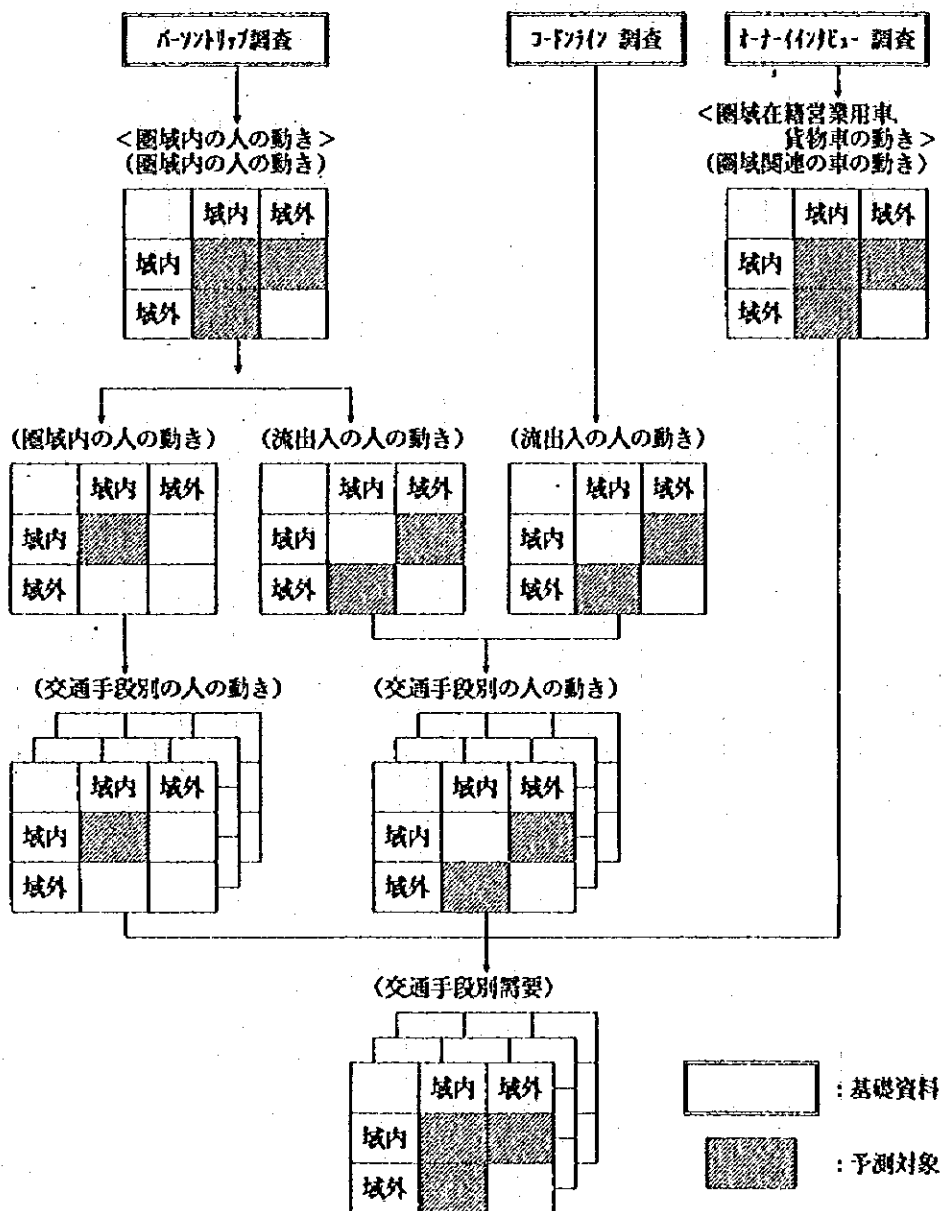 パーソントリップ調査
コードンライン 調査
オーナーインタビュー 調査
<圏域内の人の動き>
(圏域内の人の動き)
<圏域在籍営業用車、
貨物車の動き>
(圏域関連の車の動き)
域内 域外
域内
域外
域内 域外
域内
域外
(圏域内の人の動き)
(流出入の人の動き)
(流出入の人の動き)
域内 域外
域内
域外
域内 域外
域内
域外
域内 域外
域内
域外
(交通手段別の人の動き)
(交通手段別の人の動き)
域内 域外
域内
域外
域内 域外
域内
域外
(交通手段別需要)
域内 域外
域内
域外
:基礎資料
:予測対象